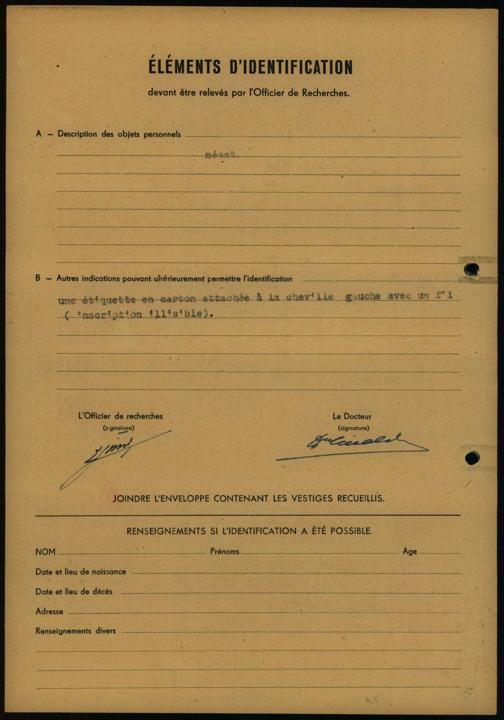 ÉLÉMENTS D'IDENTIFICATION
devant être relevés par l'Officier de Recherches.
A – Description des objets personnels
néant.
B – Autres indications pouvant ultérieurement permettre l'identification
une étiquette en carton attachée à la cheville gauche avec un f'l
( 'nscription ill's'ble).
L'Officier de recherches
(signature)
Le Docteur
(signature)
JOINDRE L'ENVELOPPE CONTENANT LES VESTIGES RECUEILLIS.
RENSEIGNEMENTS SI L'IDENTIFICATION A ÉTÉ POSSIBLE.
NOM Prénoms Age
Date et lieu de naissance
Date et lieu de décès
Adresse
Renseignements divers